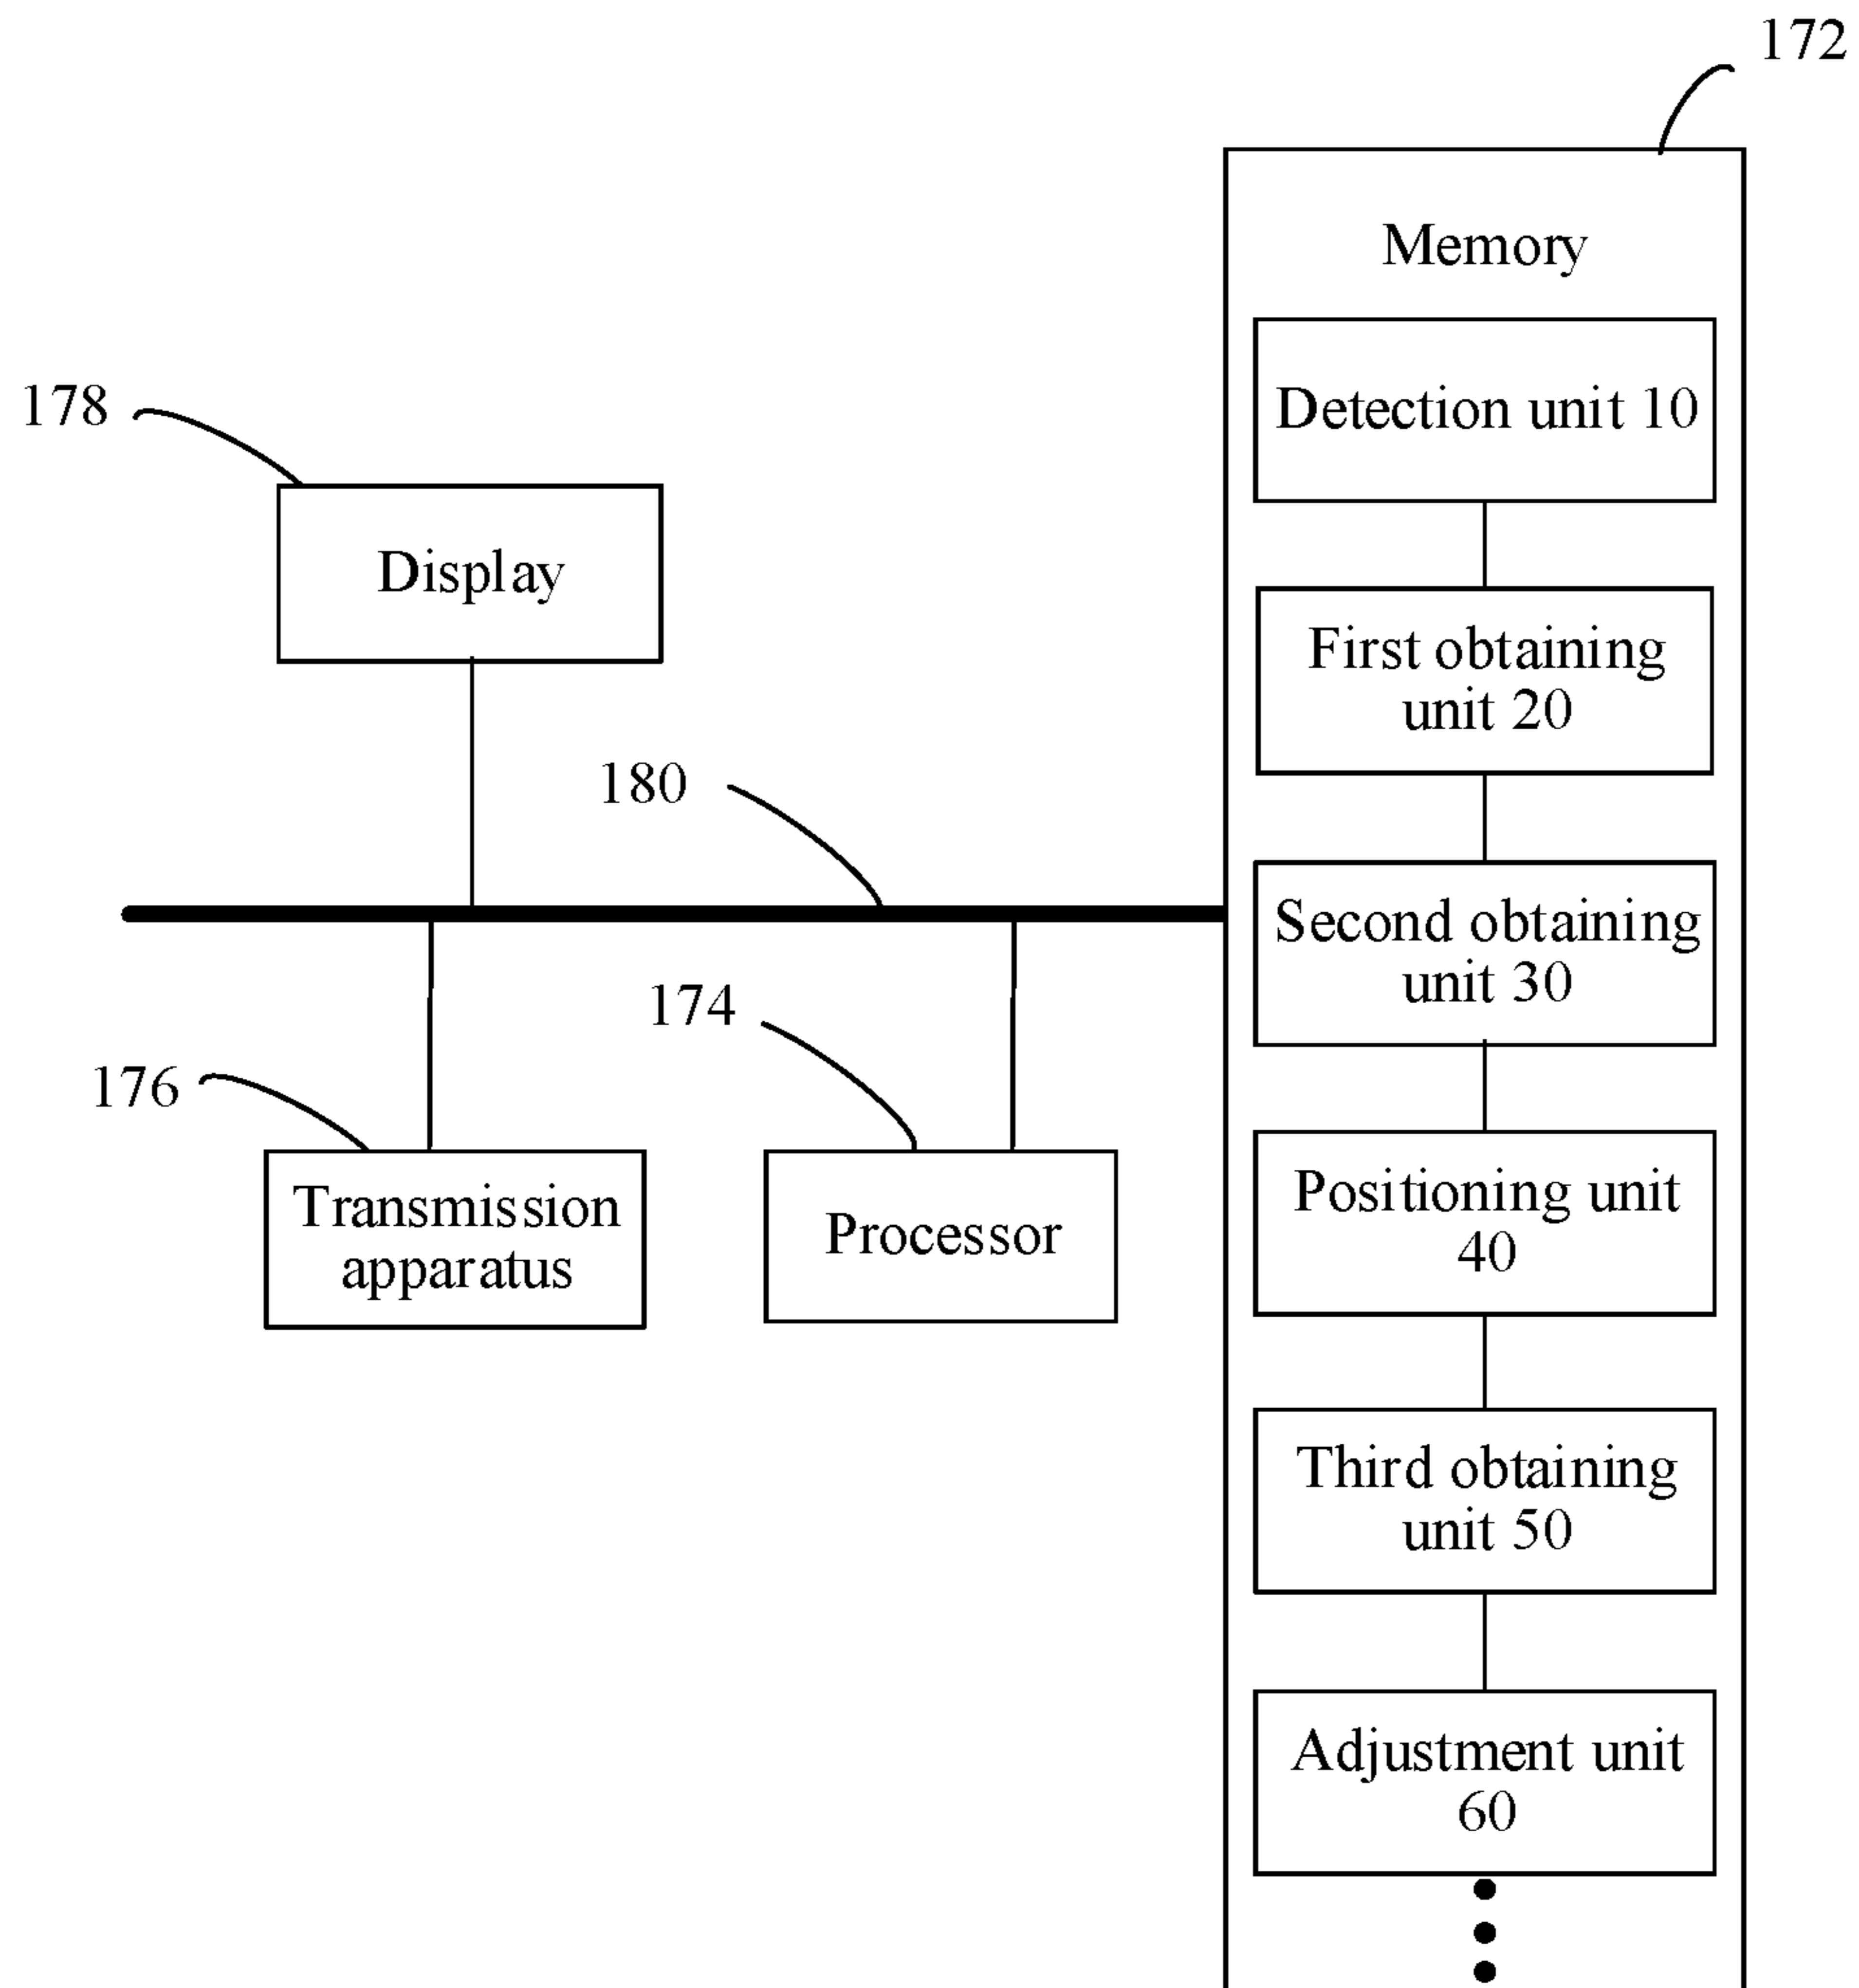 172
Memory
Detection unit 10
178
Display
First obtaining
unit 20
180
Second obtaining
unit 30
174
176
Transmission
apparatus
Processor
Positioning unit
40
Third obtaining
unit 50
Adjustment unit
60